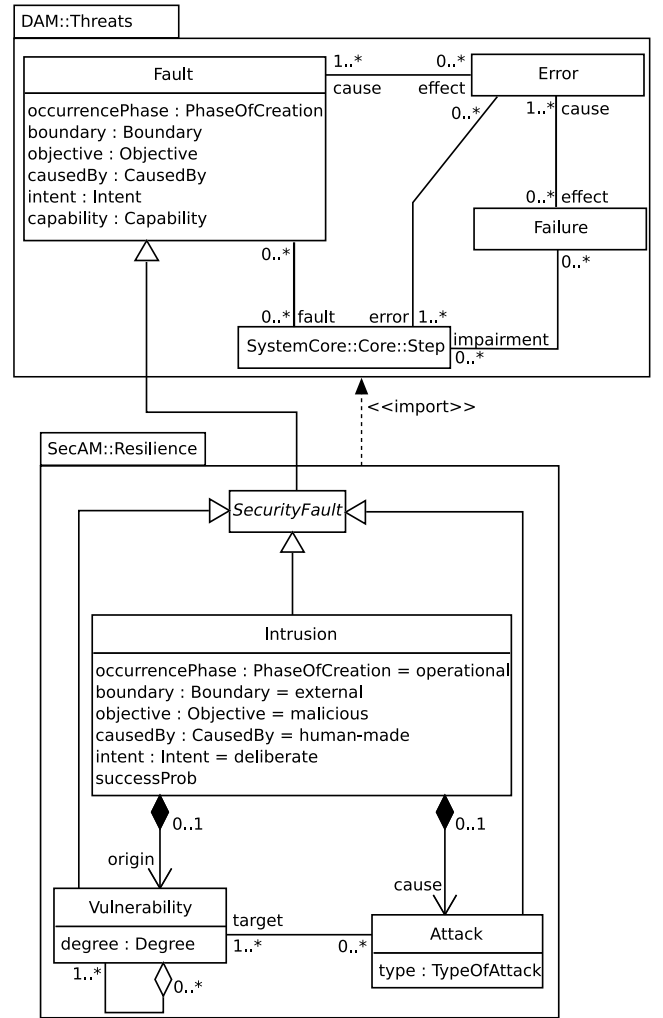 DAM::Threats
Fault
1..*
0..*
Error
cause
effect
occurrencePhase : PhaseOfCreation
boundary : Boundary
objective : Objective
causedBy : CausedBy
intent : Intent
capability : Capability
0..*
1..* cause
0..* effect
Failure
0..*
0..*
0..* fault
error 1..*
impairment
SystemCore::Core::Step
0..*
<<import>>
SecAM::Resilience
SecurityFault
Intrusion
occurrencePhase : PhaseOfCreation = operational
boundary : Boundary = external
objective : Objective = malicious
causedBy : CausedBy = human-made
intent : Intent = deliberate
successProb
0..1
0..1
origin
cause
Vulnerability
degree : Degree
target
1..*
0..*
Attack
type : TypeOfAttack
1..*
0..*